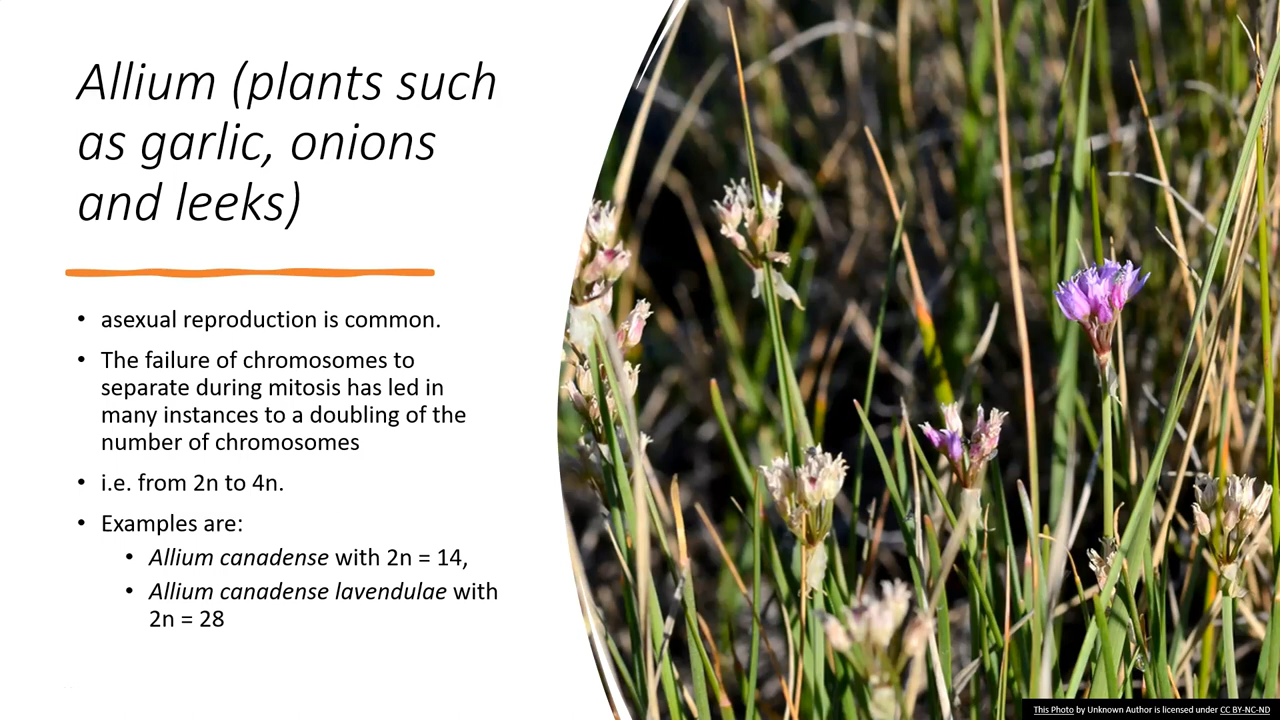 Allium (plants such
as garlic, onions
and leeks)
• asexual reproduction is common.
• The failure of chromosomes to
separate during mitosis has led in
many instances to a doubling of the
number of chromosomes
• i.e. from 2n to 4n.
• Examples are:
• Allium canadense with 2n = 14,
• Allium canadense lavendulae with
2n = 28
This Photo by Unknown Author is licensed under CC BY-NC-ND